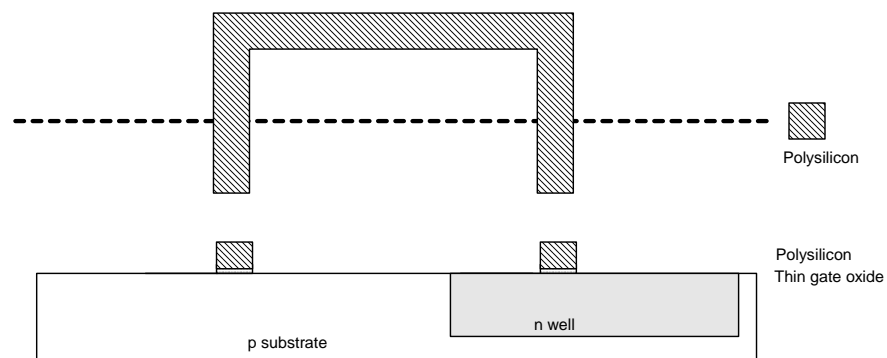 Polysilicon
Polysilicon
Thin gate oxide
n well
p substrate